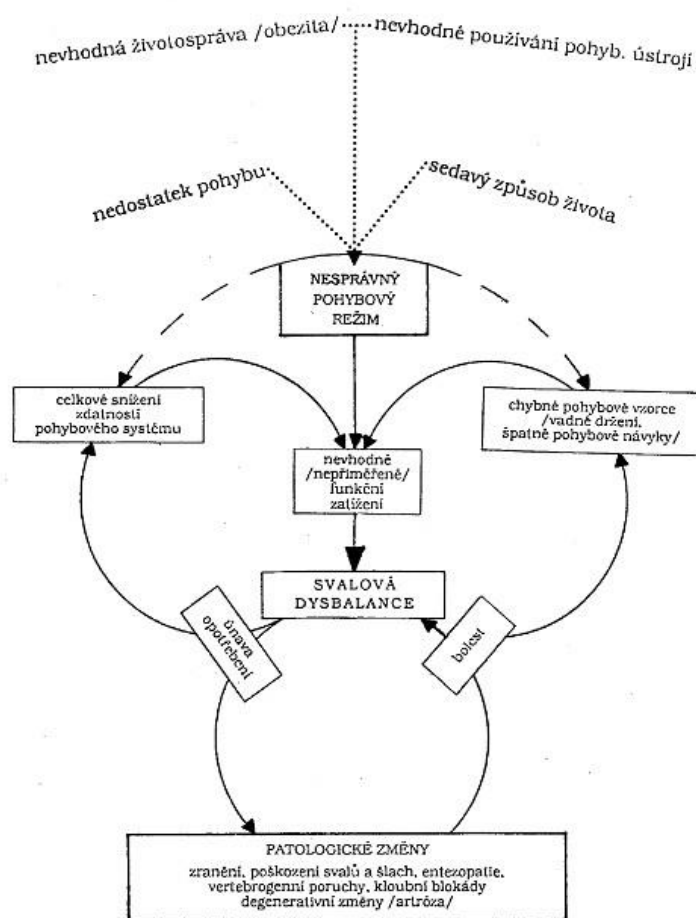 nevhodná životospráva /obezita/
nevhodné používání pohyb. ústrojí
nedostatek pohybu
sedavý způsob života
NESPRÁVNÝ
POHYBOVÝ
REŽIM
celkové snížení
zdatnosti
pohybového systému
chybné pohybové vzorce
/vadné držení,
špatné pohybové návyky/
nevhodné
/nepřiměřené/
funkční
zatížení
SVALOVÁ
DYSBALANCE
únava
opotřebení
bolest
PATOLOGICKÉ ZMĚNY
zranění, poškození svalů a šlach, entezopatie,
vertebrogenní poruchy, kloubní blokády
degenerativní změny /artróza/